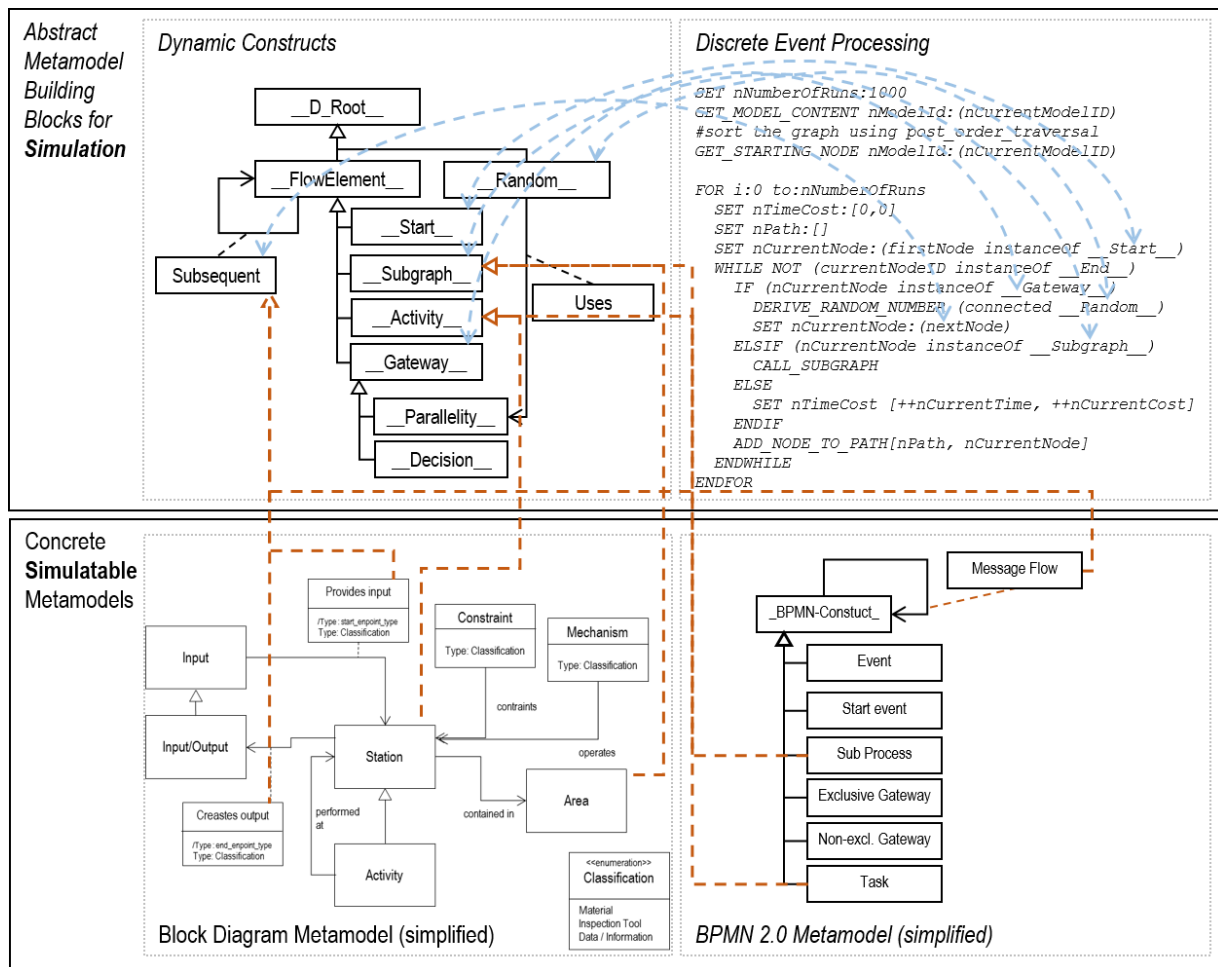 Abstract
Metamodel
Building
Blocks for
Simulation
Dynamic Constructs
__D_Root__
__FlowElement__
__Random__
__Start__
Subsequent
__Subgraph__
Uses
__Activity__
__Gateway__
__Parallelity__
__Decision__
Discrete Event Processing
SET nNumberOfRuns:1000
GET_MODEL_CONTENT nModelId:(nCurrentModelID)
#sort the graph using post_order_traversal
GET_STARTING_NODE nModelId:(nCurrentModelID)
FOR i:0 to:nNumberOfRuns
SET nTimeCost:[0,0]
SET nPath:[]
SET nCurrentNode:(firstNode instanceOf __Start__)
WHILE NOT (currentNodeID instanceOf __End__)
IF (nCurrentNode instanceOf __Gateway__)
DERIVE_RANDOM_NUMBER (connected __Random__)
SET nCurrentNode:(nextNode)
ELSIF (nCurrentNode instanceOf __Subgraph__)
CALL_SUBGRAPH
ELSE
SET nTimeCost [++nCurrentTime, ++nCurrentCost]
ENDIF
ADD_NODE_TO_PATH[nPath, nCurrentNode]
ENDWHILE
ENDFOR
Concrete
Simulatable
Metamodels
Provides input
/Type: start_enpoint_type
Type: Classification
Constraint
Type: Classification
Mechanism
Type: Classification
Input
contraints
Input/Output
Station
operates
Area
Creastes output
/Type: end_enpoint_type
Type: Classification
performed
at
contained in
Activity
<<enumeration>>
Classification
Material
Inspection Tool
Data / Information
Block Diagram Metamodel (simplified)
Message Flow
_BPMN-Constuct_
Event
Start event
Sub Process
Exclusive Gateway
Non-excl. Gateway
Task
BPMN 2.0 Metamodel (simplified)